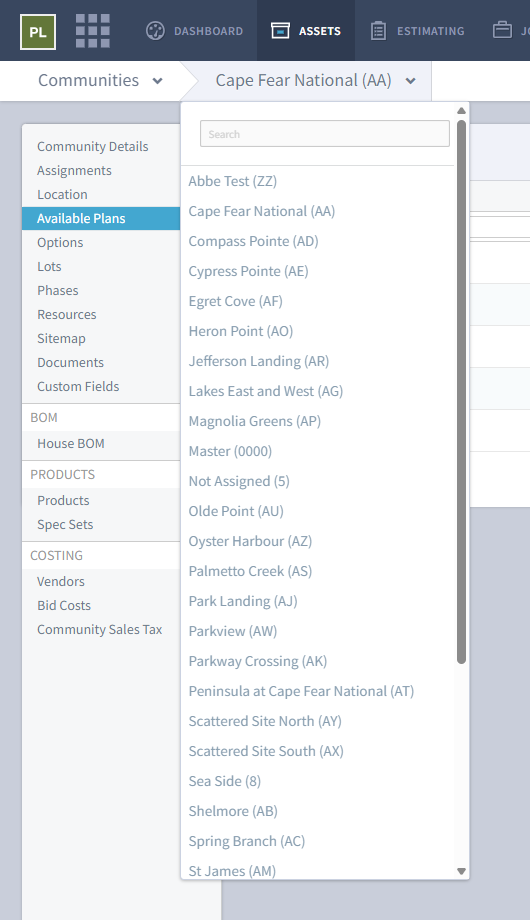 PL
DASHBOARD
ASSETS
ESTIMATING
Communities
Cape Fear National (AA)
Community Details
Assignments
Location
Available Plans
Options
Lots
Phases
Resources
Sitemap
Documents
Custom Fields
BOM
House BOM
PRODUCTS
Products
Spec Sets
COSTING
Vendors
Bid Costs
Community Sales Tax
Search
Abbe Test (ZZ)
Cape Fear National (AA)
Compass Pointe (AD)
Cypress Pointe (AE)
Egret Cove (AF)
Heron Point (AO)
Jefferson Landing (AR)
Lakes East and West (AG)
Magnolia Greens (AP)
Master (0000)
Not Assigned (5)
Olde Point (AU)
Oyster Harbour (AZ)
Palmetto Creek (AS)
Park Landing (AJ)
Parkview (AW)
Parkway Crossing (AK)
Peninsula at Cape Fear National (AT)
Scattered Site North (AY)
Scattered Site South (AX)
Sea Side (8)
Shelmore (AB)
Spring Branch (AC)
St James (AM)